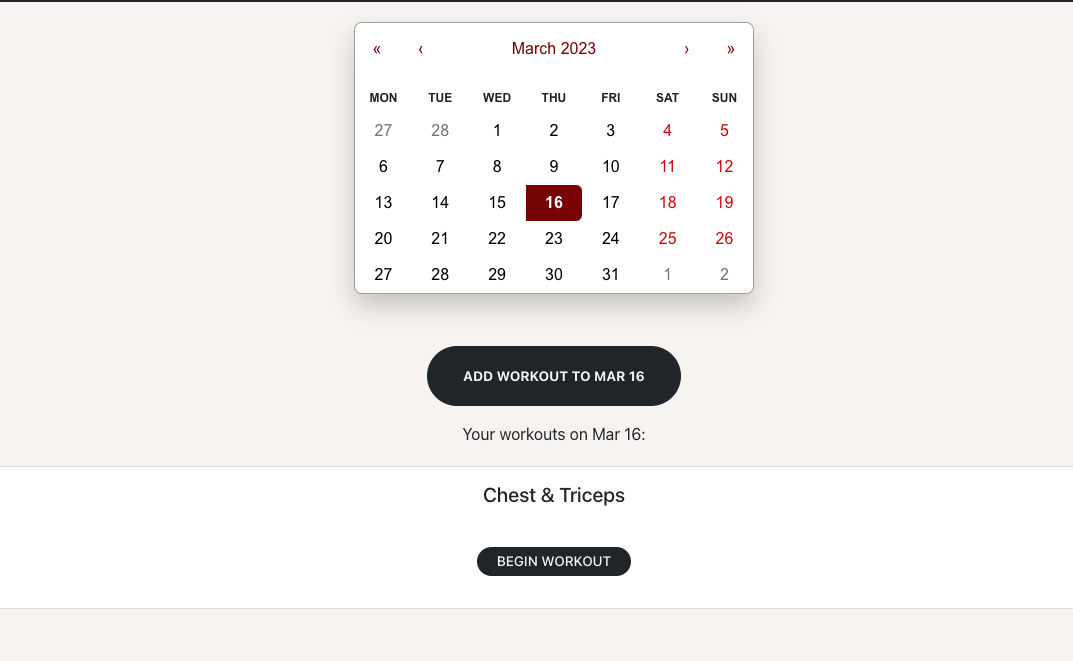 « ‹ March 2023 › »
MON TUE WED THU FRI SAT SUN
27 28 1 2 3 4 5
6 7 8 9 10 11 12
13 14 15 16 17 18 19
20 21 22 23 24 25 26
27 28 29 30 31 1 2
ADD WORKOUT TO MAR 16
Your workouts on Mar 16:
Chest & Triceps
BEGIN WORKOUT